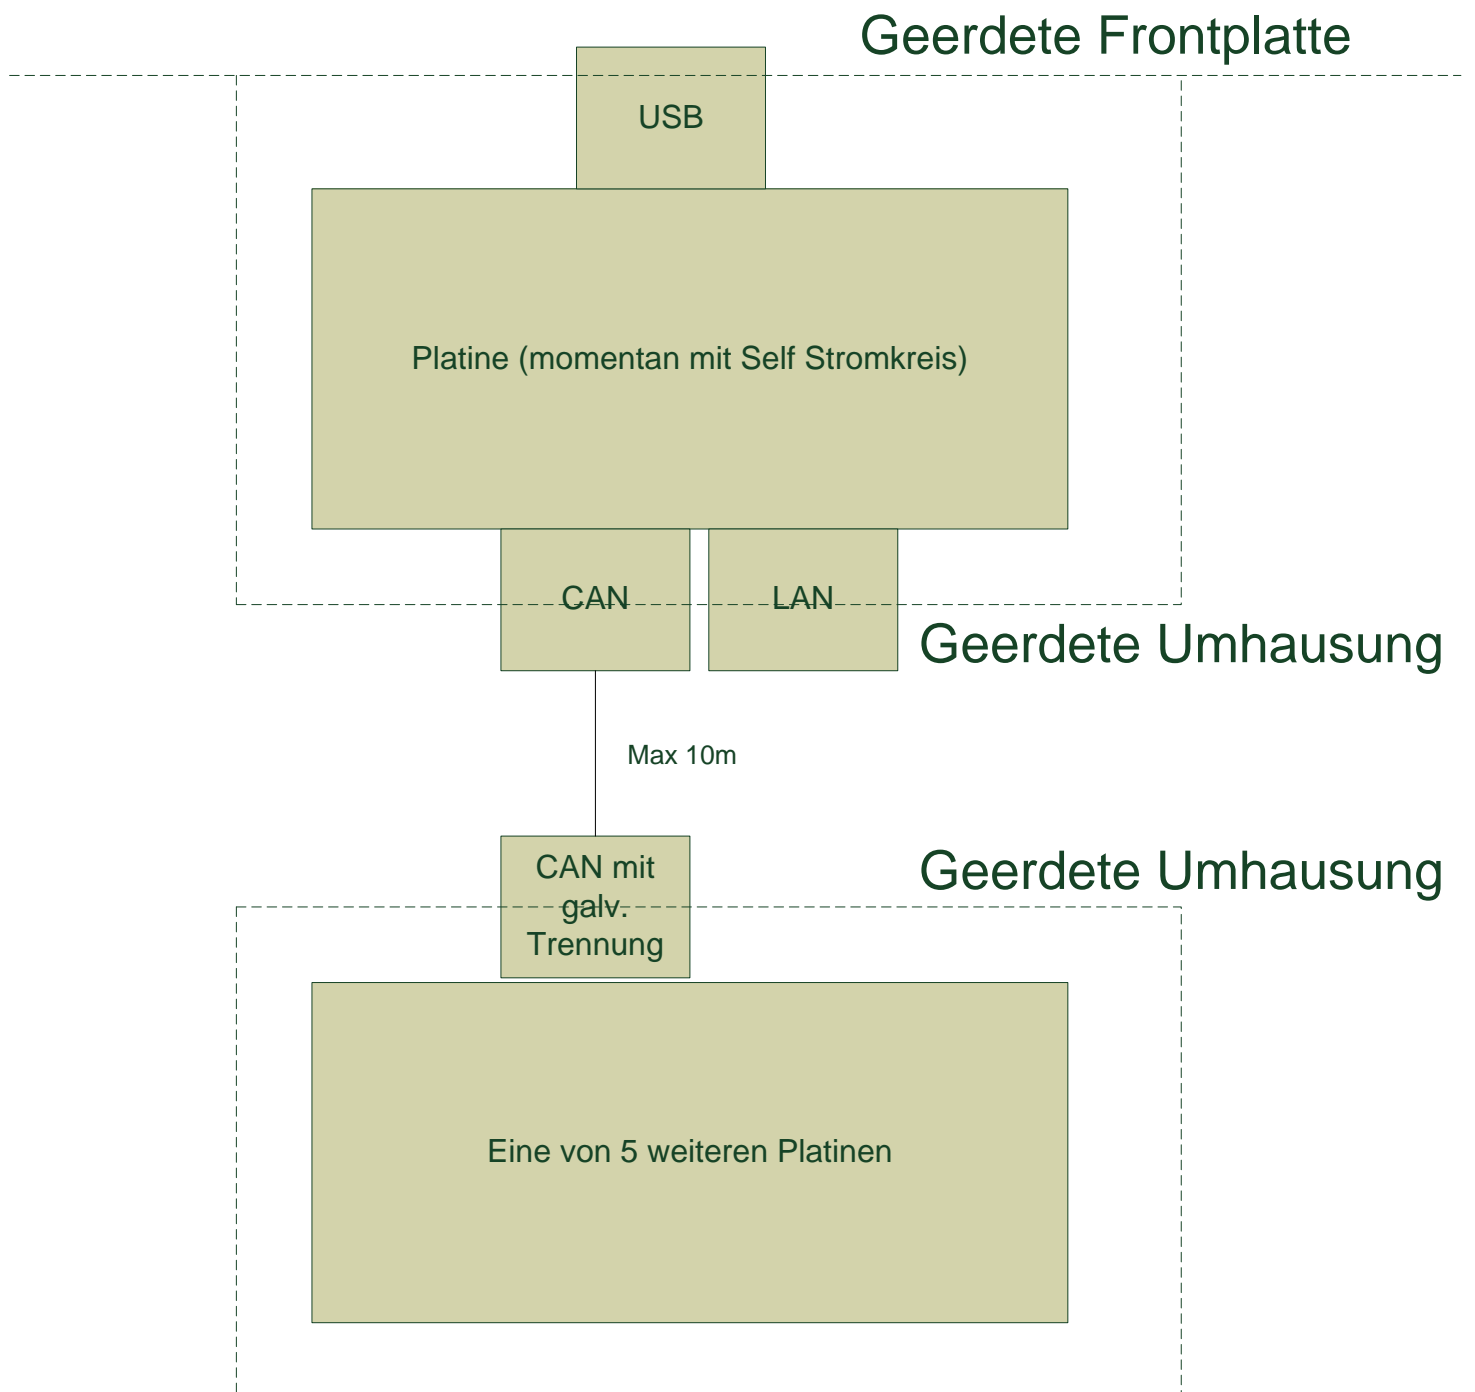 Geerdete Frontplatte
USB
Platine (momentan mit Self Stromkreis)
CAN
LAN
Geerdete Umhausung
Max 10m
Geerdete Umhausung
CAN mit
galv.
Trennung
Eine von 5 weiteren Platinen